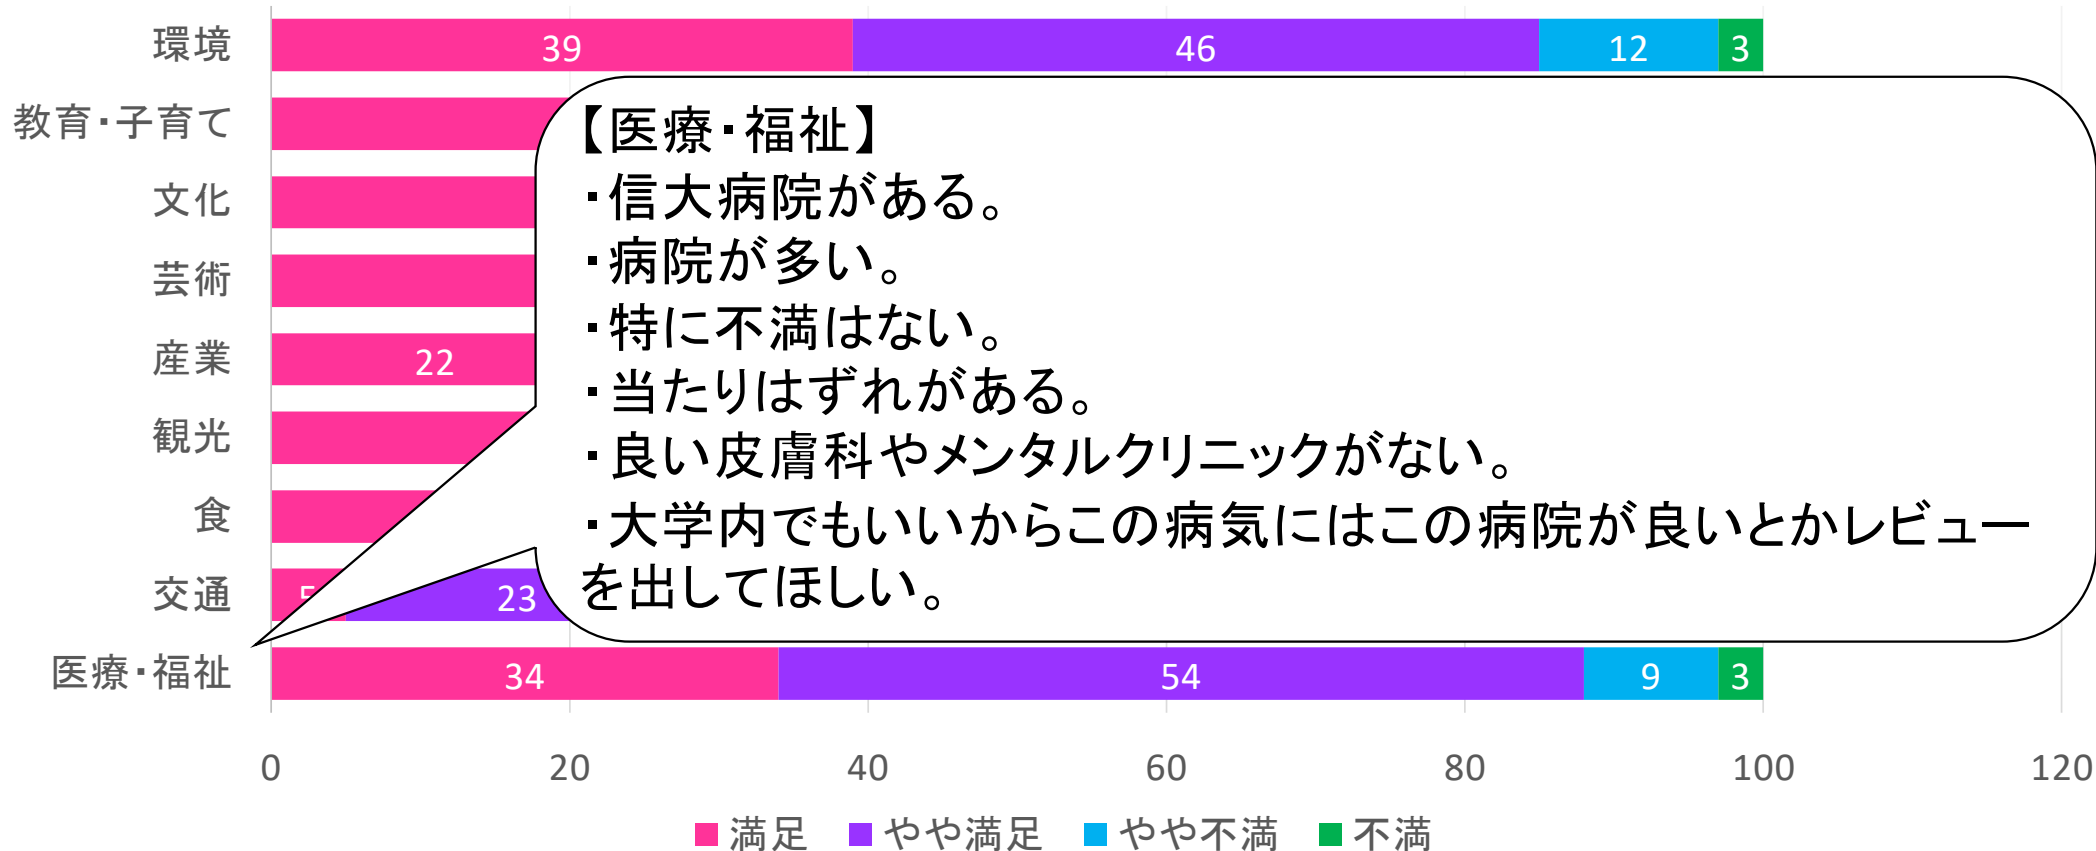 環境 39 46 12 3
教育・子育て
文化
芸術
産業 22
観光
食
交通 5 23
医療・福祉 34 54 9 3
【医療・福祉】
・信大病院がある。
・病院が多い。
・特に不満はない。
・当たりはずれがある。
・良い皮膚科やメンタルクリニックがない。
・大学内でもいいからこの病気にはこの病院が良いとかレビュー
を出してほしい。
0 20 40 60 80 100 120
満足 やや満足 やや不満 不満